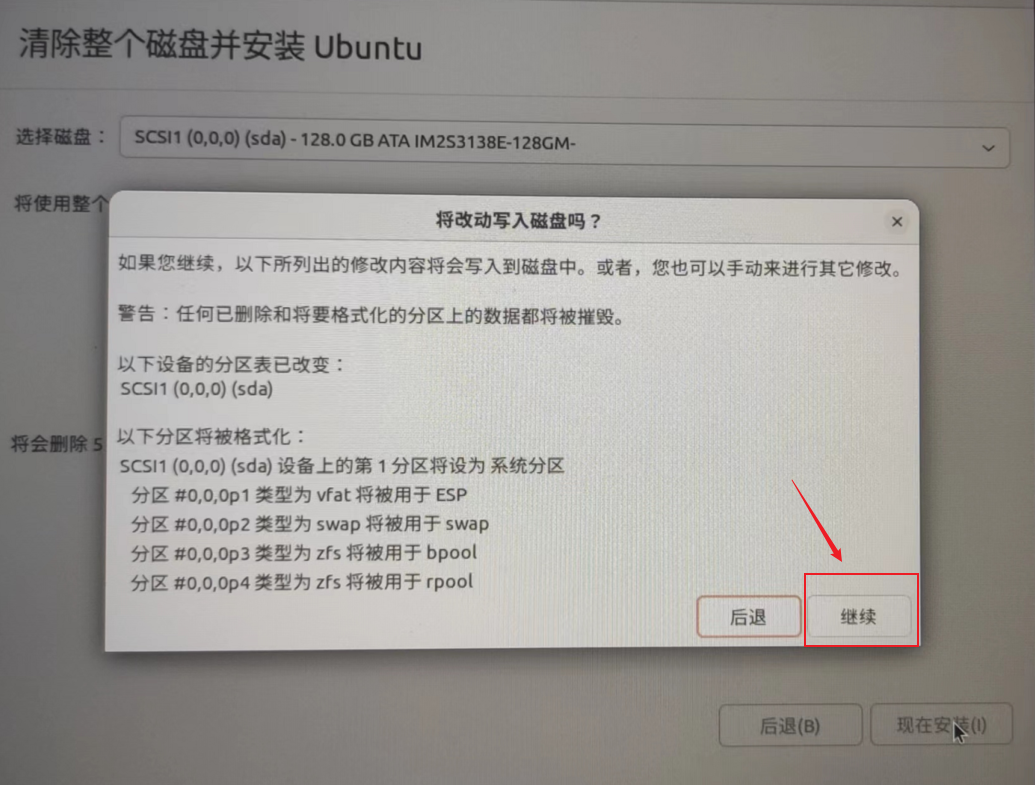 清除整个磁盘并安装 Ubuntu
选择磁盘：
SCSI1 (0,0,0) (sda) - 128.0 GB ATA IM2S3138E-128GM-
将使用整个
将改动写入磁盘吗？
如果您继续，以下所列出的修改内容将会写入到磁盘中。或者，您也可以手动来进行其它修改。
警告：任何已删除和将要格式化的分区上的数据都将被摧毁。
以下设备的分区表已改变：
SCSI1 (0,0,0) (sda)
将会删除 5
以下分区将被格式化：
SCSI1 (0,0,0) (sda) 设备上的第 1 分区将设为 系统分区
分区 #0,0,0p1 类型为 vfat 将被用于 ESP
分区 #0,0,0p2 类型为 swap 将被用于 swap
分区 #0,0,0p3 类型为 zfs 将被用于 bpool
分区 #0,0,0p4 类型为 zfs 将被用于 rpool
后退
继续
后退(B)
现在安装(I)